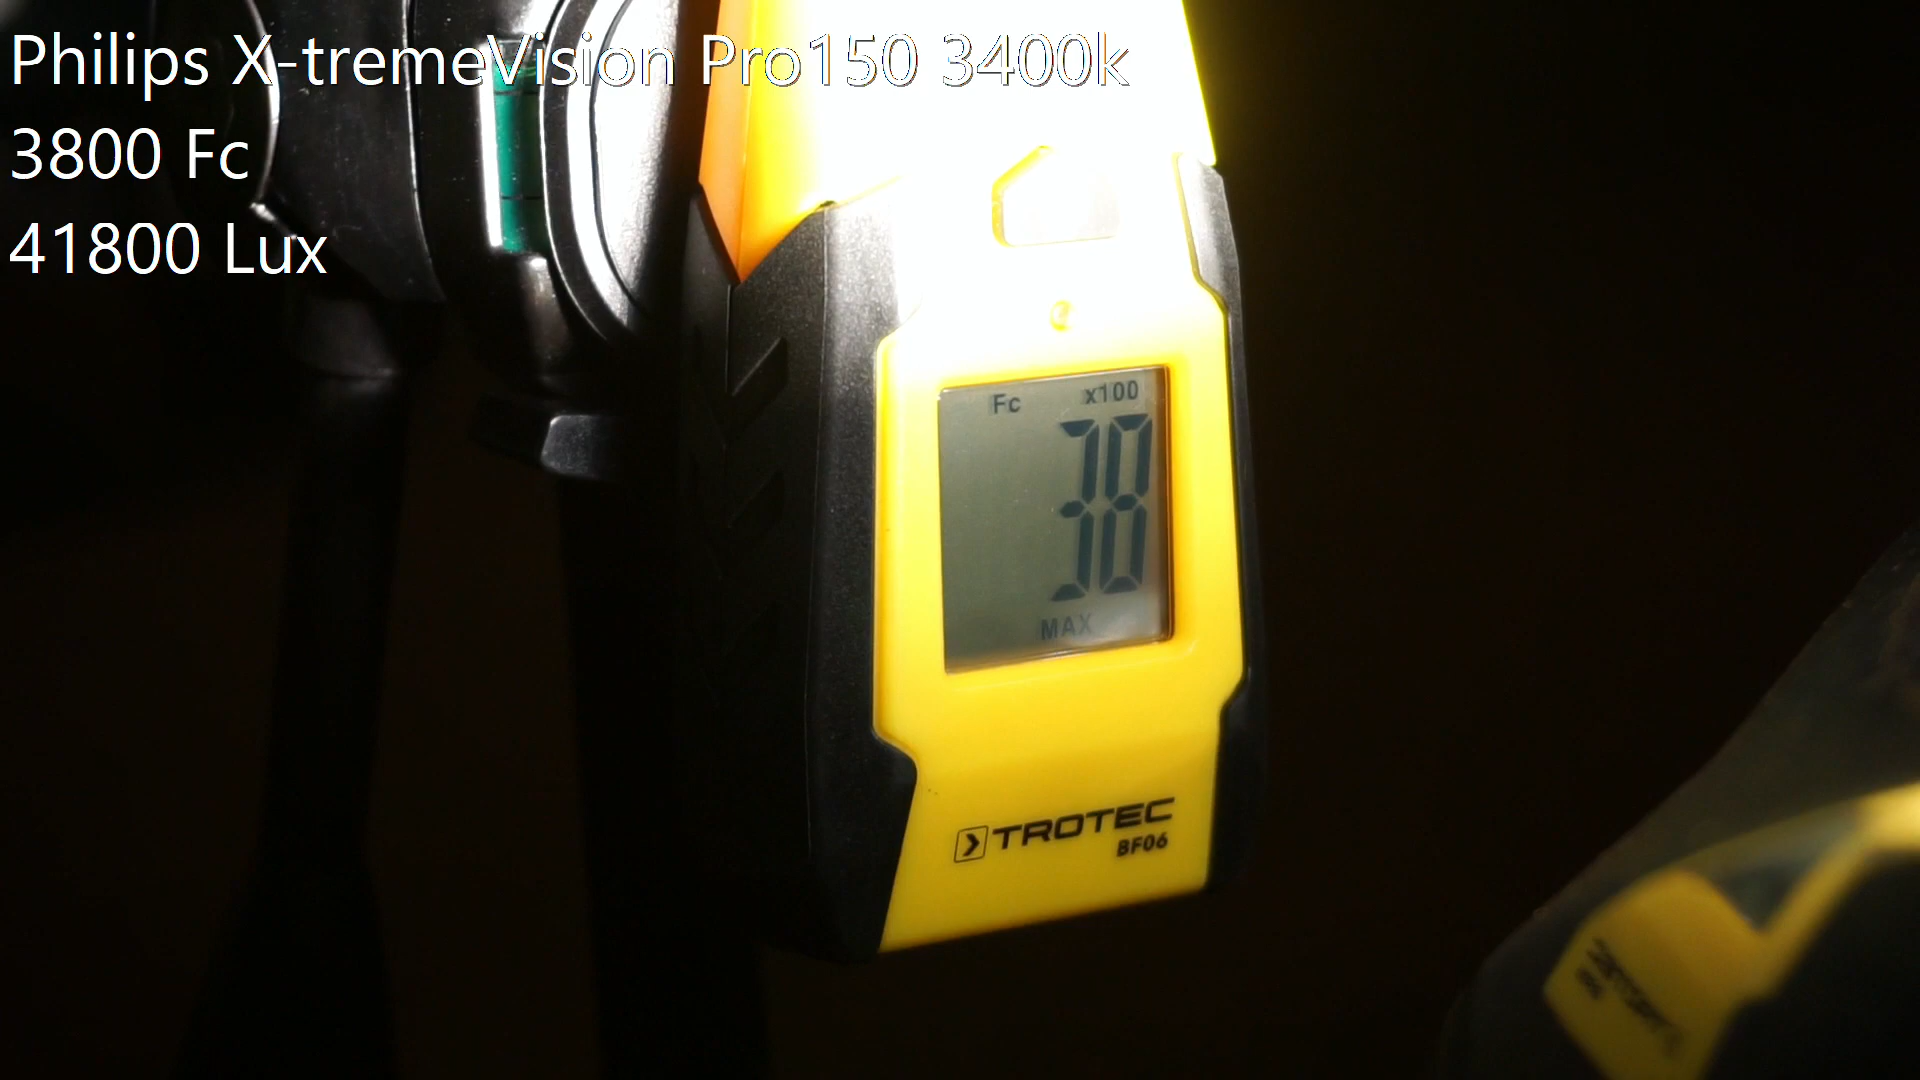 Philips X-tremeVision Pro150 3400k
3800 Fc
41800 Lux
Fc x100
38
MAX
TROTEC
BF06